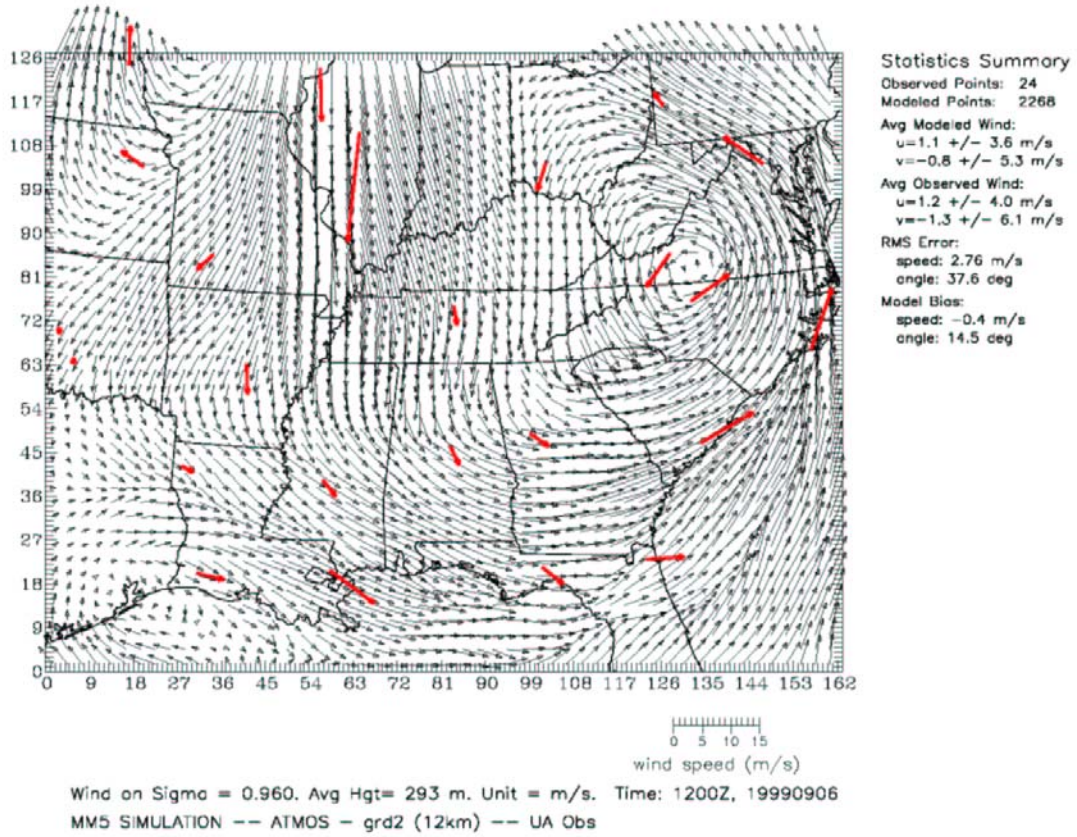 126
117
108
99
90
81
72
63
54
45
36
27
18
9
0
0 9 18 27 36 45 54 63 72 81 90 99 108 117 126 135 144 153 162
Statistics Summary
Observed Points: 24
Modeled Points: 2268
Avg Modeled Wind:
u=1.1 +/- 3.6 m/s
v=-0.8 +/- 5.3 m/s
Avg Observed Wind:
u=1.2 +/- 4.0 m/s
v=-1.3 +/- 6.1 m/s
RMS Error:
speed: 2.76 m/s
angle: 37.6 deg
Model Bias:
speed: -0.4 m/s
angle: 14.5 deg
0 5 10 15
wind speed (m/s)
Wind on Sigma = 0.960. Avg Hgt= 293 m. Unit = m/s. Time: 1200Z, 19990906
MM5 SIMULATION -- ATMOS - grd2 (12km) -- UA Obs